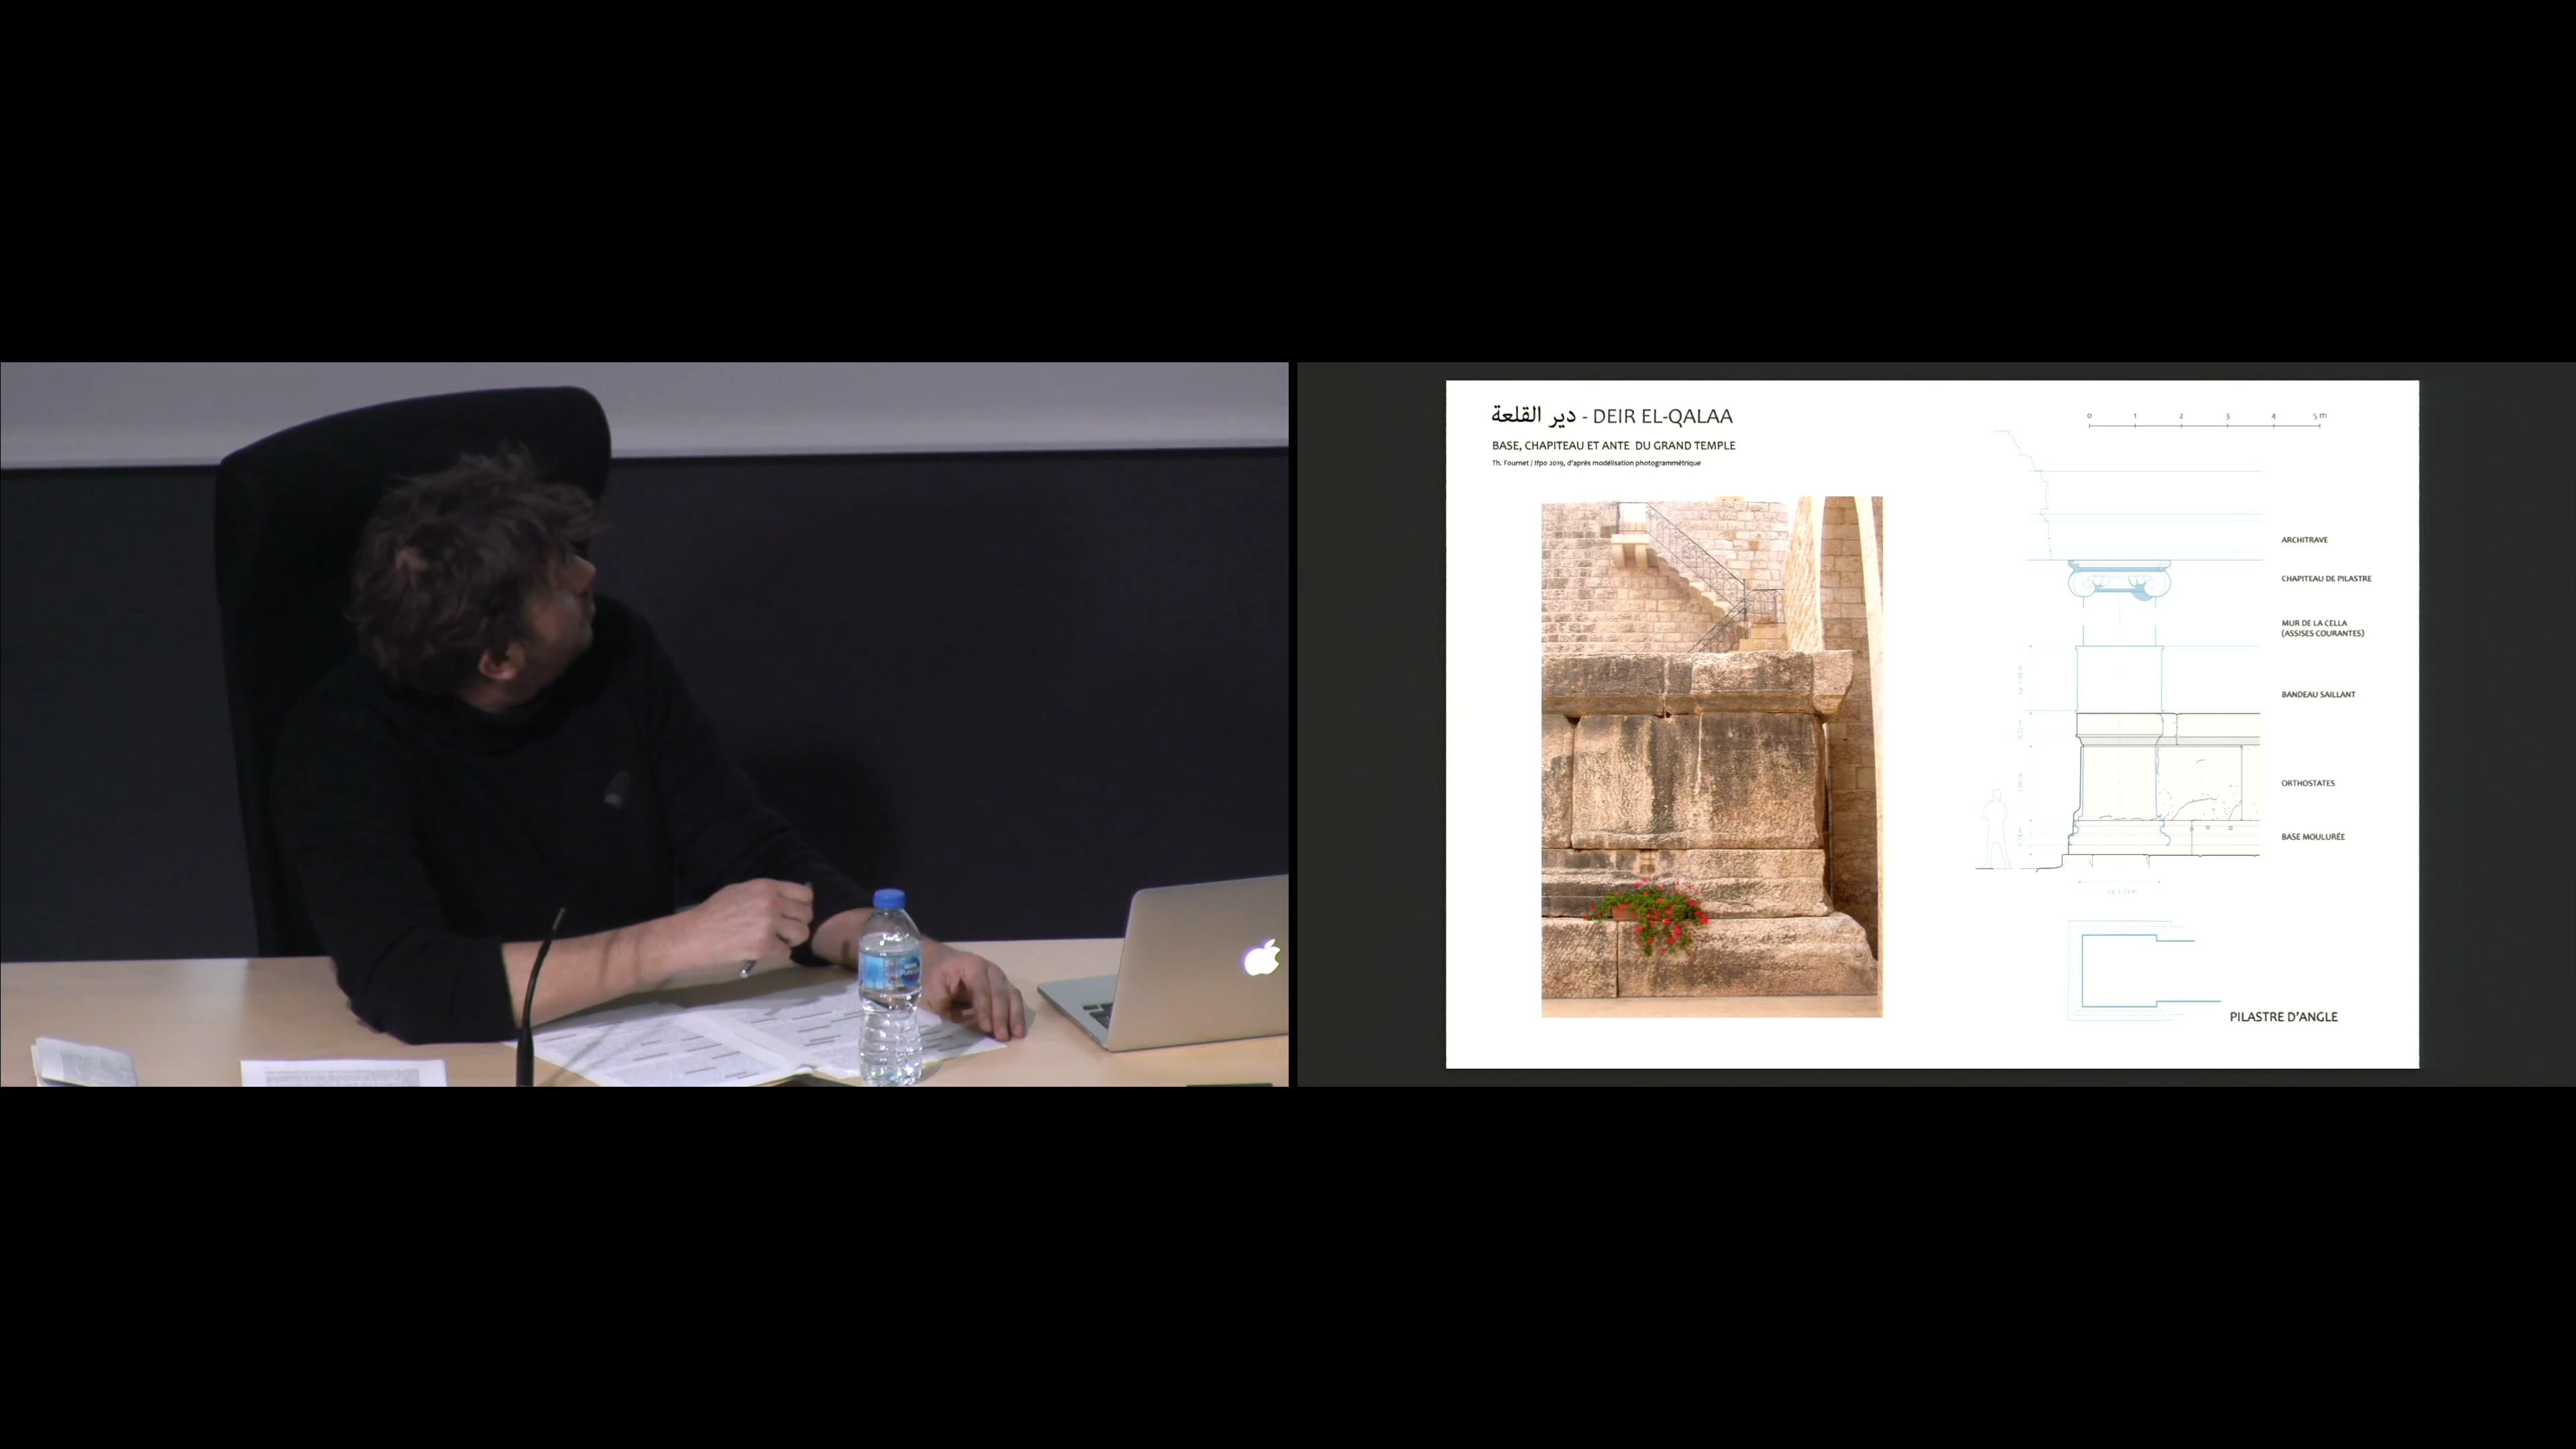 دير القلعة - DEIR EL-QALAA
BASE, CHAPITEAU ET ANTE DU GRAND TEMPLE
Th. Fournet / Ifpo 2019, d'après modélisation photogrammétrique
0 1 2 3 4 5 m
ARCHITRAVE
CHAPITEAU DE PILASTRE
MUR DE LA CELLA
(ASSISES COURANTES)
BANDEAU SAILLANT
ORTHOSTATES
BASE MOULURÉE
PILASTRE D'ANGLE